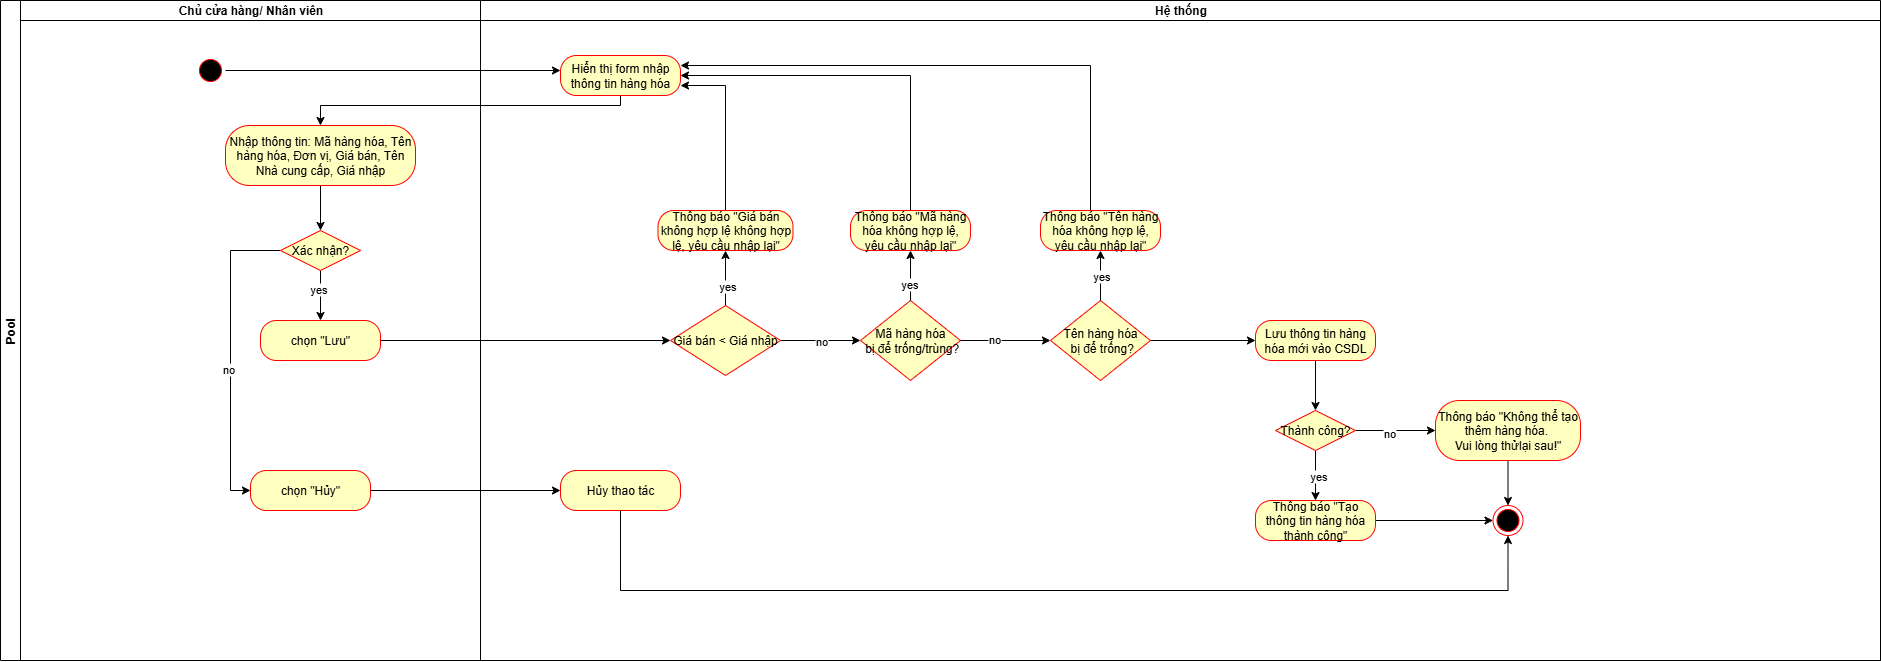 Chủ cửa hàng/ Nhân viên
Hệ thống
Pool
Hiển thị form nhập
thông tin hàng hóa
Nhập thông tin: Mã hàng hóa, Tên
hàng hóa, Đơn vị, Giá bán, Tên
Nhà cung cấp, Giá nhập
Thông báo "Giá bán
không hợp lệ không hợp
lệ, yêu cầu nhập lại"
Thông báo "Mã hàng
hóa không hợp lệ,
yêu cầu nhập lại"
Thông báo "Tên hàng
hóa không hợp lệ,
yêu cầu nhập lại"
Xác nhận?
yes
yes
yes
yes
chọn "Lưu"
Giá bán < Giá nhập
no
Mã hàng hóa
bị để trống/trùng?
no
Tên hàng hóa
bị để trống?
Lưu thông tin hàng
hóa mới vào CSDL
no
Thành công?
no
Thông báo "Không thể tạo
thêm hàng hóa.
Vui lòng thửlại sau!"
yes
chọn "Hủy"
Hủy thao tác
Thông báo "Tạo
thông tin hàng hóa
thành công"